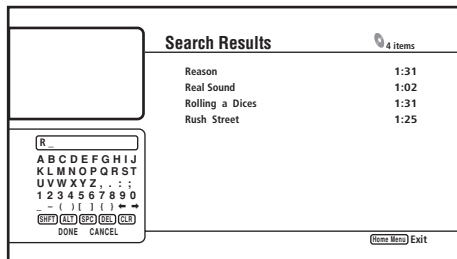 Search Results
4 items
Reason 1:31
Real Sound 1:02
Rolling a Dices 1:31
Rush Street 1:25
R _
A B C D E F G H I J
K L M N O P Q R S T
U V W X Y Z , . : ;
1 2 3 4 5 6 7 8 9 0
_ – ( ) [ ] { } ← →
SHFT ALT SPC DEL CLR
DONE CANCEL
Home Menu Exit